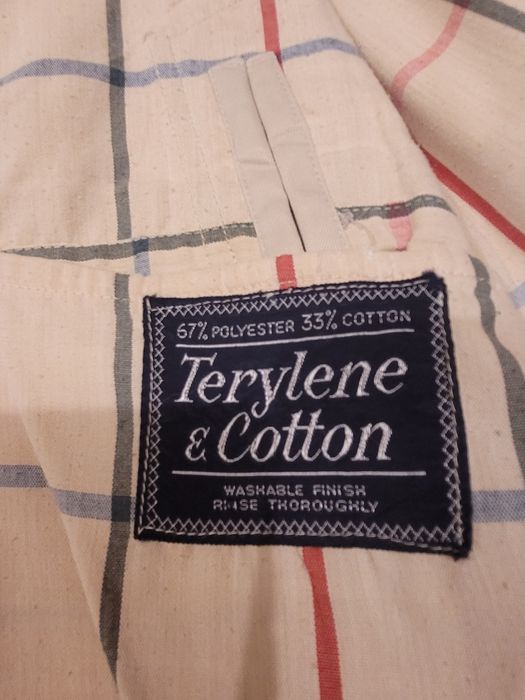 67% POLYESTER 33% COTTON
Terylene
& Cotton
WASHABLE FINISH
RINSE THOROUGHLY